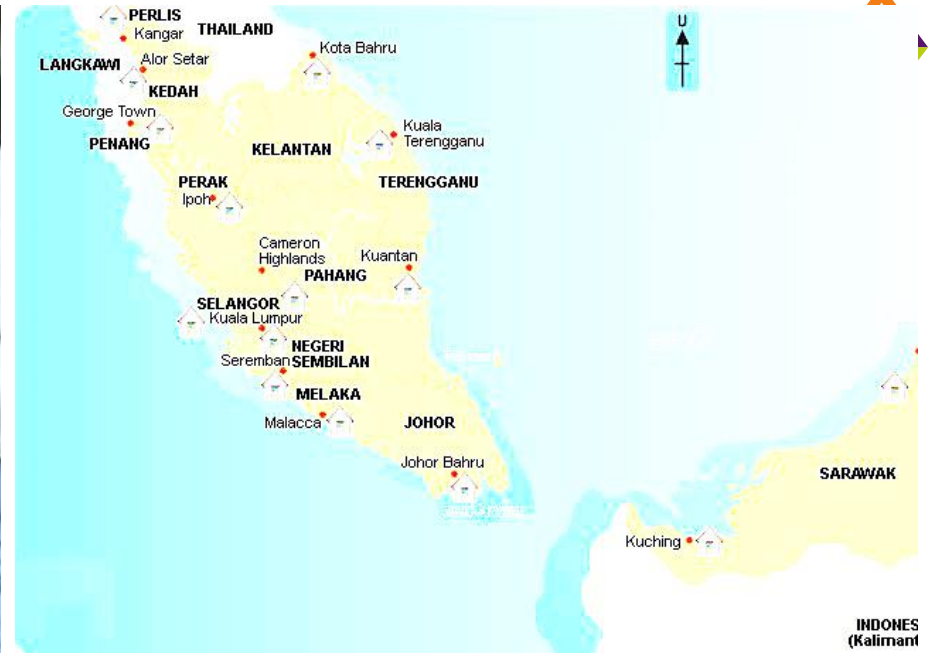 PERLIS
Kangar
THAILAND
U
Kota Bahru
LANGKAWI
Alor Setar
KEDAH
George Town
PENANG
Kuala
Terengganu
KELANTAN
PERAK
Ipoh
TERENGGANU
Cameron
Highlands
Kuantan
PAHANG
SELANGOR
Kuala Lumpur
NEGERI
SEMBILAN
Seremban
MELAKA
Malacca
JOHOR
Johor Bahru
SARAWAK
Kuching
INDONES
(Kalimant